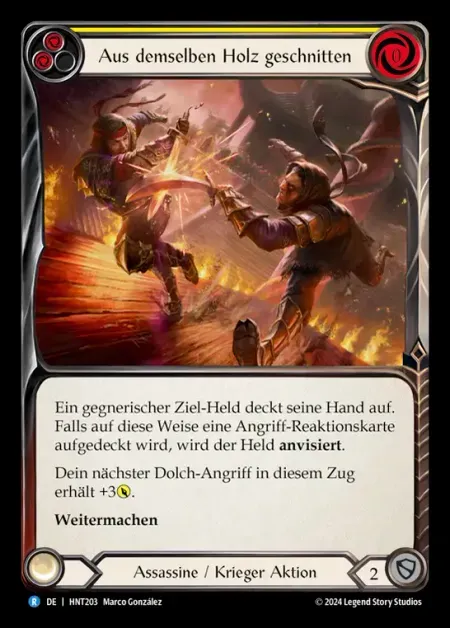 Aus demselben Holz geschnitten
0
Ein gegnerischer Ziel-Held deckt seine Hand auf.
Falls auf diese Weise eine Angriff-Reaktionskarte
aufgedeckt wird, wird der Held anvisiert.
Dein nächster Dolch-Angriff in diesem Zug
erhält +3.
Weitermachen
Assassine / Krieger Aktion
2
R DE | HNT203 Marco González
© 2024 Legend Story Studios